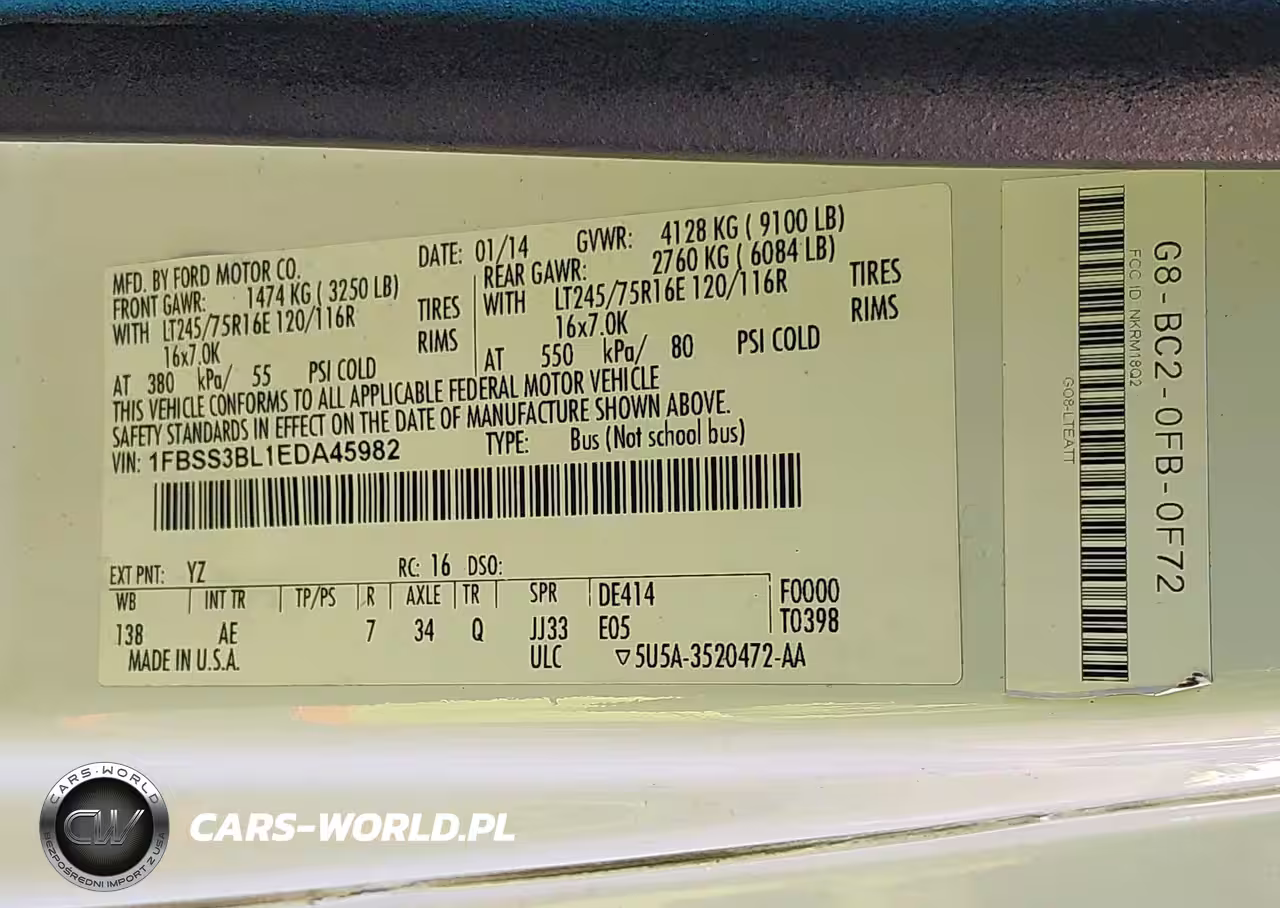 MFD. BY FORD MOTOR CO. DATE: 01/14 GVWR: 4128 KG ( 9100 LB)
FRONT GAWR: 1474 KG ( 3250 LB)
WITH LT245/75R16E 120/116R TIRES
16x7.0K RIMS
AT 380 kPa/ 55 PSI COLD
REAR GAWR: 2760 KG ( 6084 LB)
WITH LT245/75R16E 120/116R TIRES
16x7.0K RIMS
AT 550 kPa/ 80 PSI COLD
THIS VEHICLE CONFORMS TO ALL APPLICABLE FEDERAL MOTOR VEHICLE
SAFETY STANDARDS IN EFFECT ON THE DATE OF MANUFACTURE SHOWN ABOVE.
VIN: 1FBSS3BL1EDA45982 TYPE: Bus (Not school bus)
EXT PNT: YZ RC: 16 DSO:
WB INT TR TP/PS R AXLE TR SPR DE414 F0000
138 AE 7 34 Q JJ33 E05 T0398
MADE IN U.S.A. ULC ▽5U5A-3520472-AA
G8-BC2-0FB-0F72
FCC ID NKRM18Q2
GQ8-LTEATT
CARS-WORLD
CW
BEZPOŚREDNI IMPORT Z USA
CARS-WORLD.PL